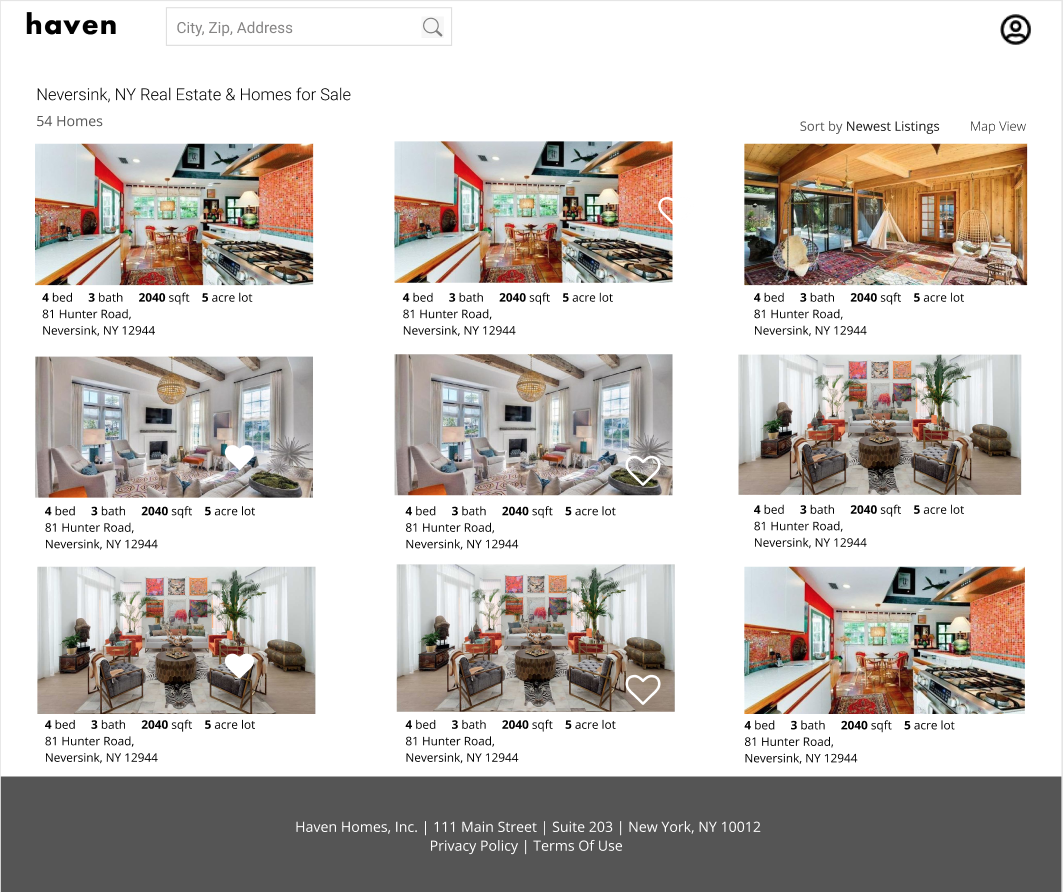 haven
City, Zip, Address
Neversink, NY Real Estate & Homes for Sale
54 Homes
Sort by Newest Listings Map View
4 bed 3 bath 2040 sqft 5 acre lot
81 Hunter Road,
Neversink, NY 12944
4 bed 3 bath 2040 sqft 5 acre lot
81 Hunter Road,
Neversink, NY 12944
4 bed 3 bath 2040 sqft 5 acre lot
81 Hunter Road,
Neversink, NY 12944
4 bed 3 bath 2040 sqft 5 acre lot
81 Hunter Road,
Neversink, NY 12944
4 bed 3 bath 2040 sqft 5 acre lot
81 Hunter Road,
Neversink, NY 12944
4 bed 3 bath 2040 sqft 5 acre lot
81 Hunter Road,
Neversink, NY 12944
4 bed 3 bath 2040 sqft 5 acre lot
81 Hunter Road,
Neversink, NY 12944
4 bed 3 bath 2040 sqft 5 acre lot
81 Hunter Road,
Neversink, NY 12944
4 bed 3 bath 2040 sqft 5 acre lot
81 Hunter Road,
Neversink, NY 12944
Haven Homes, Inc. | 111 Main Street | Suite 203 | New York, NY 10012
Privacy Policy | Terms Of Use